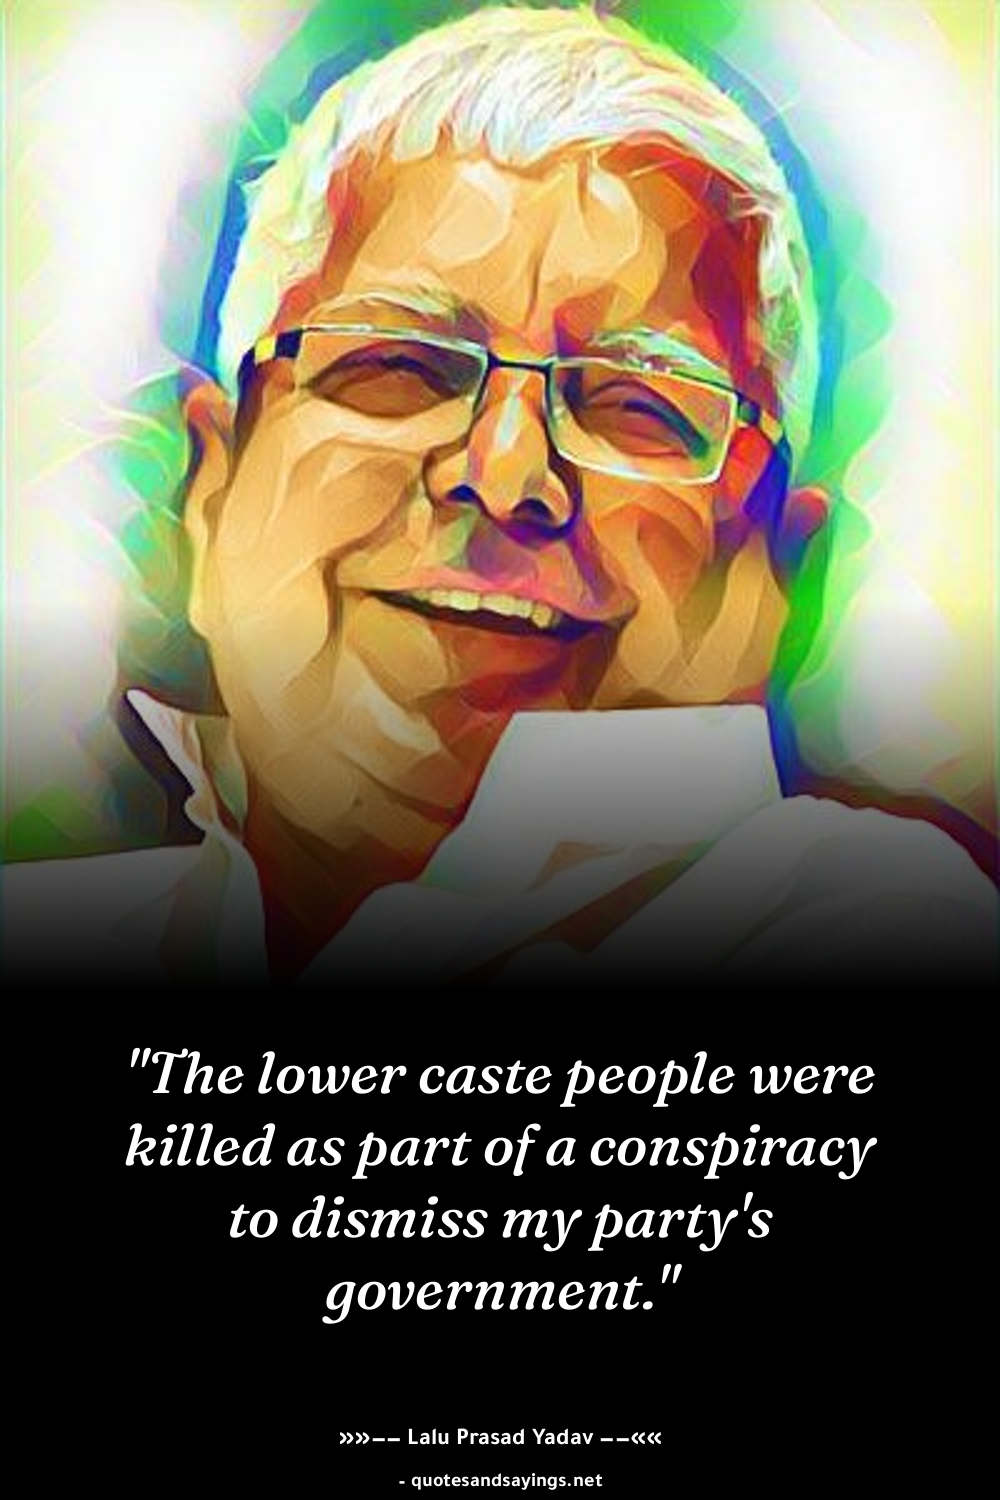 "The lower caste people were
killed as part of a conspiracy
to dismiss my party's
government."
»»−− Lalu Prasad Yadav −−««
- quotesandsayings.net